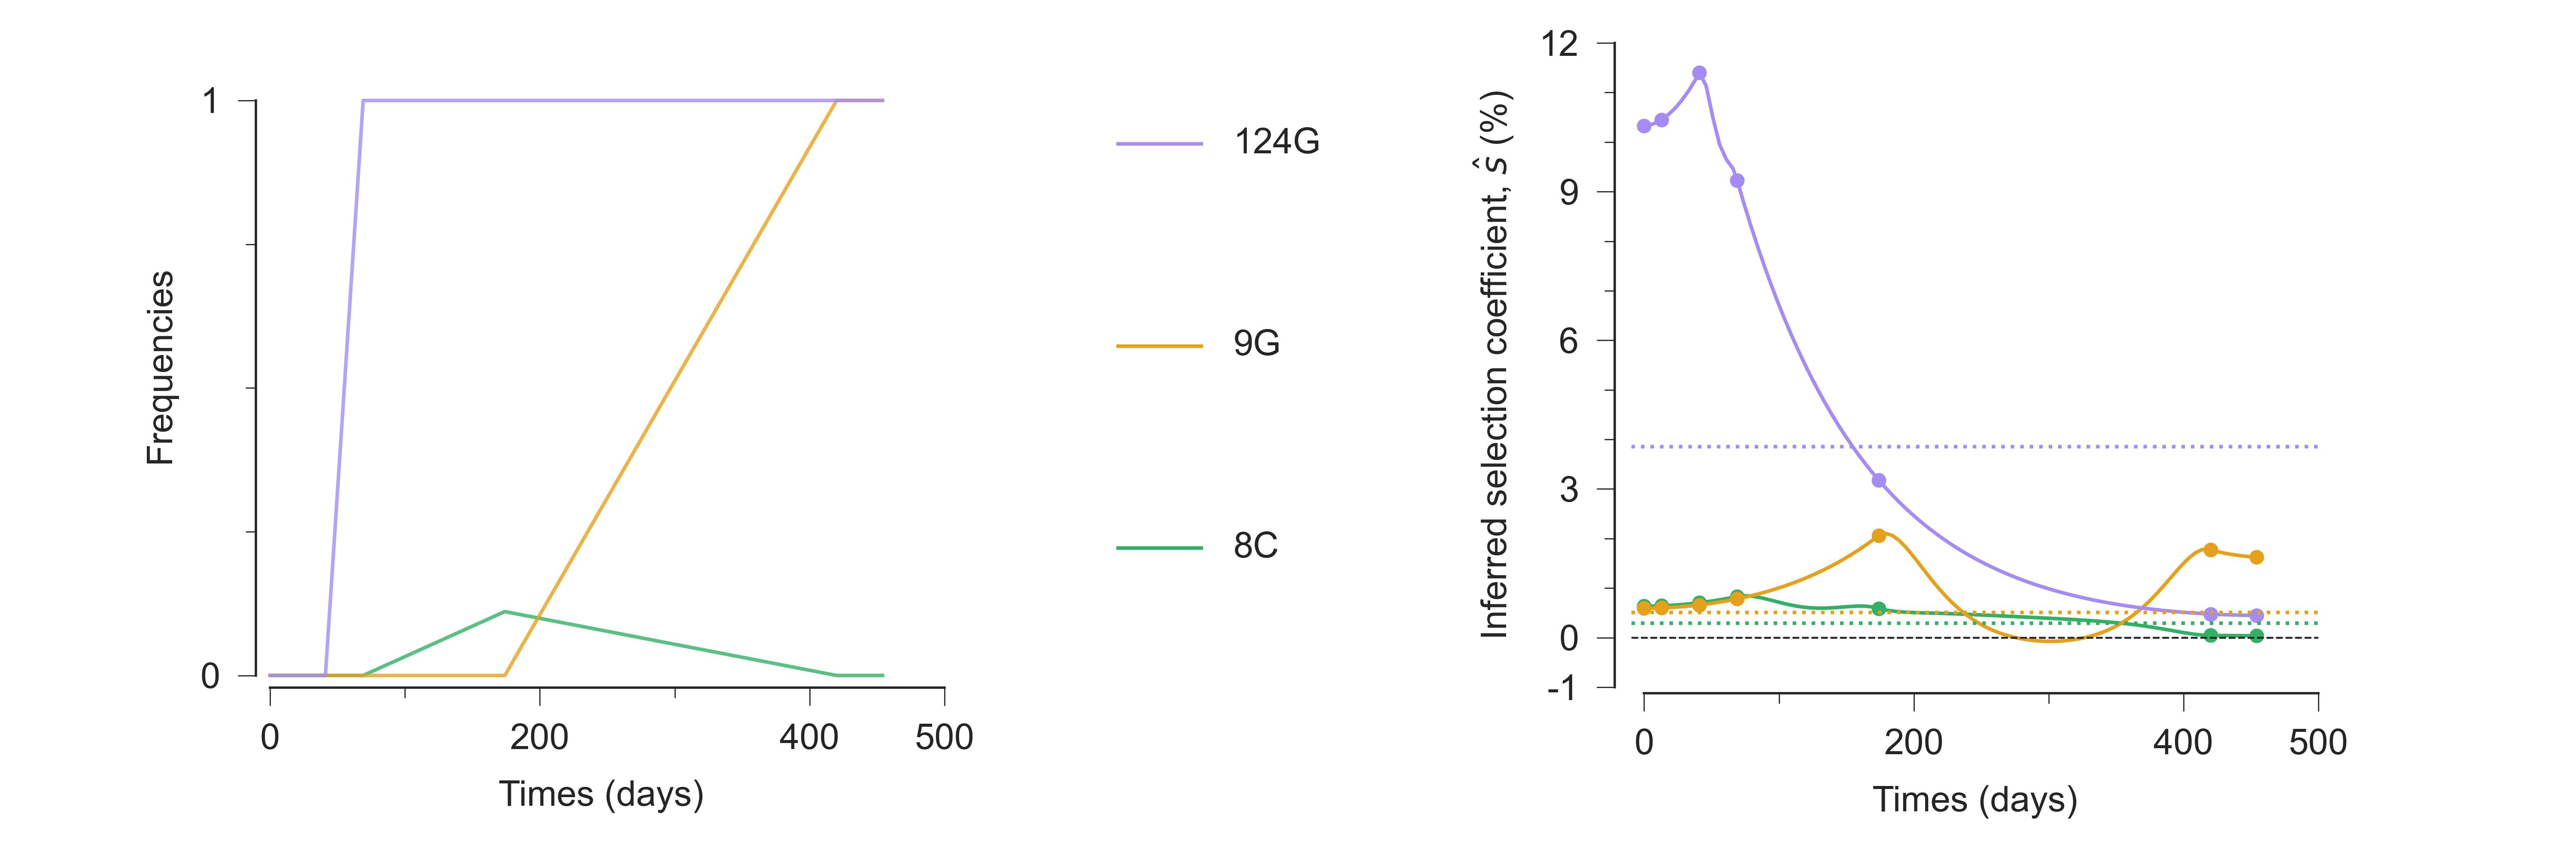 1
0
Frequencies
0 200 400 500
Times (days)
124G
9G
8C
12
9
6
3
0
-1
Inferred selection coefficient, ŝ (%)
0 200 400 500
Times (days)